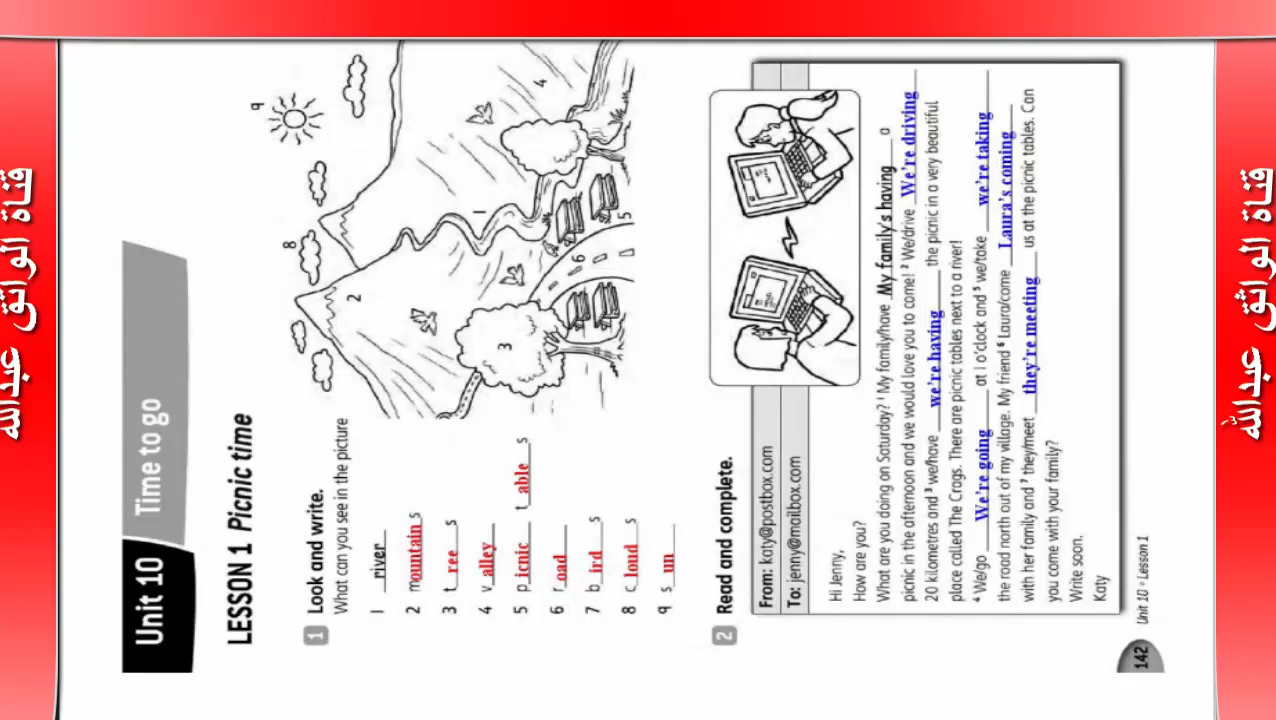 قناة الواثق عبدالله
Unit 10 Time to go
LESSON 1 Picnic time
1 Look and write.
What can you see in the picture
1 river
2 mountains
3 trees
4 valley
5 picnic tables
6 road
7 birds
8 clouds
9 sun
9
8
2
3
1
4
6
5
2 Read and complete.
From: katy@postbox.com
To: jenny@mailbox.com
Hi Jenny,
How are you?
What are you doing on Saturday? ¹ My family/have My family's having a
picnic in the afternoon and we would love you to come! ² We/drive We're driving
20 kilometres and ³ we/have we're having the picnic in a very beautiful
place called The Crags. There are picnic tables next to a river!
⁴ We/go We're going at 1 o'clock and ⁵ we/take we're taking
the road north out of my village. My friend ⁶ Laura/come Laura's coming
with her family and ⁷ they/meet they're meeting us at the picnic tables. Can
you come with your family?
Write soon.
Katy
142 Unit 10 • Lesson 1
قناة الواثق عبدالله